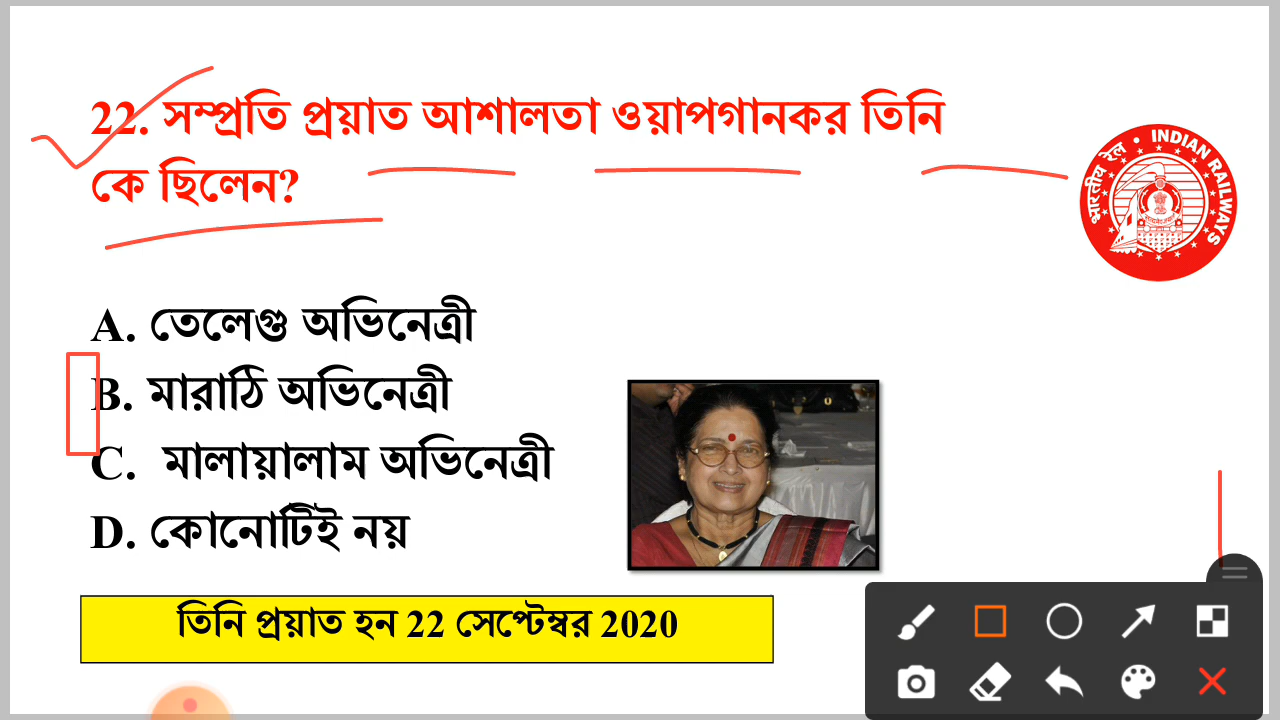 22. সম্প্রতি প্রয়াত আশালতা ওয়াপগানকর তিনি
কে ছিলেন?
भारतीय रेल • INDIAN RAILWAYS
A. তেলেগু অভিনেত্রী
B. মারাঠি অভিনেত্রী
C. মালায়ালাম অভিনেত্রী
D. কোনোটিই নয়
তিনি প্রয়াত হন 22 সেপ্টেম্বর 2020